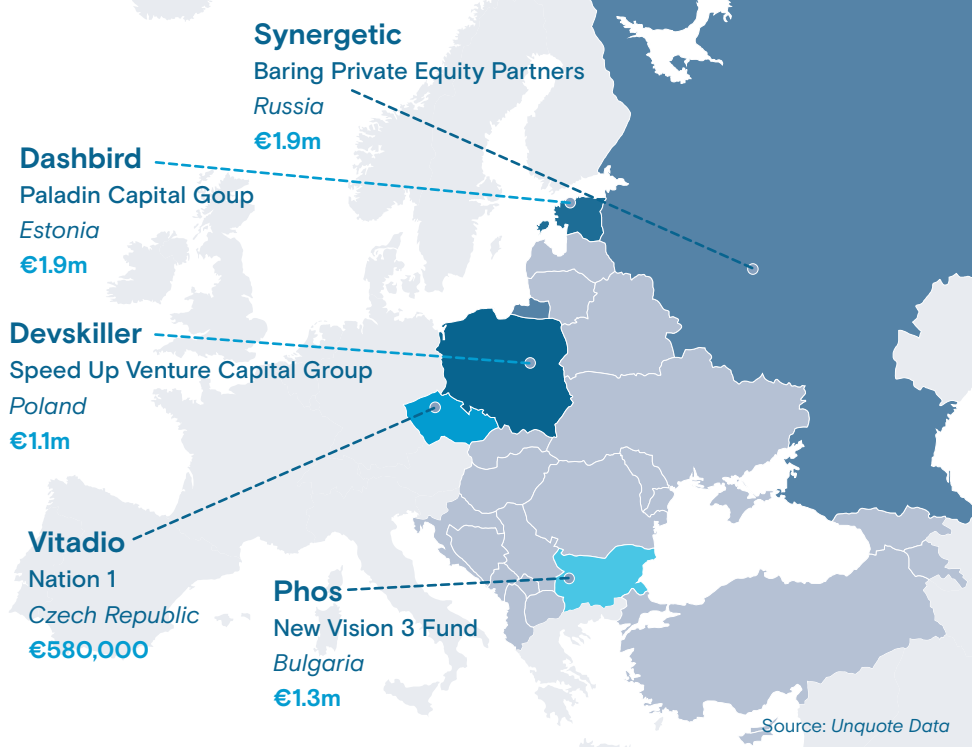 Synergetic
Baring Private Equity Partners
Russia
€1.9m
Dashbird
Paladin Capital Goup
Estonia
€1.9m
Devskiller
Speed Up Venture Capital Group
Poland
€1.1m
Vitadio
Nation 1
Czech Republic
€580,000
Phos
New Vision 3 Fund
Bulgaria
€1.3m
Source: Unquote Data